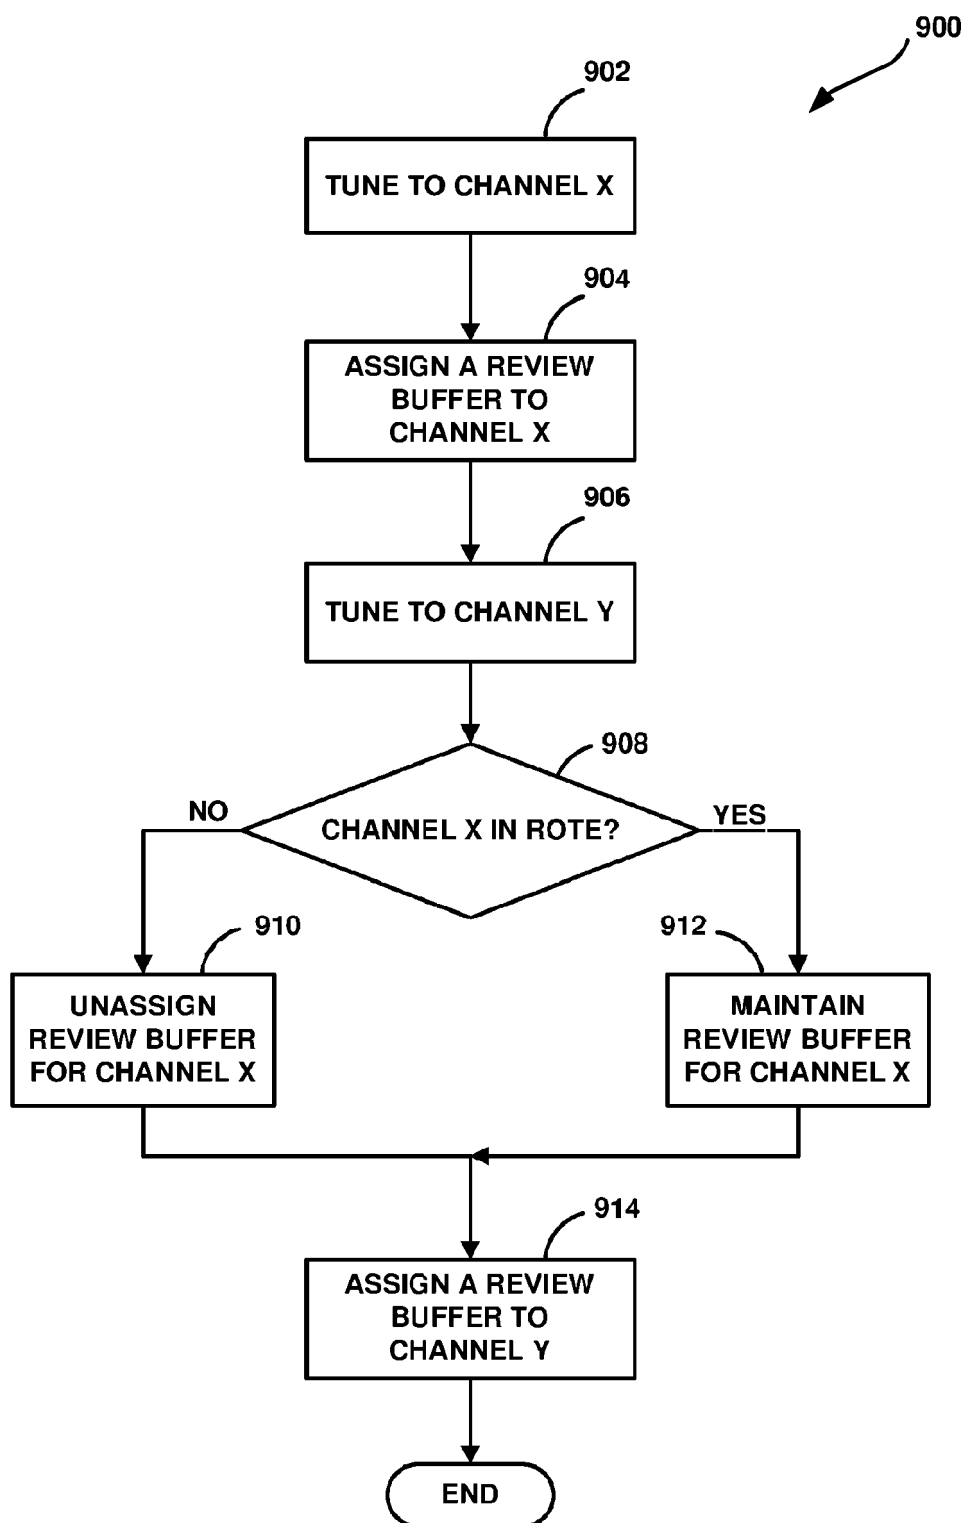 900
902
TUNE TO CHANNEL X
904
ASSIGN A REVIEW
BUFFER TO
CHANNEL X
906
TUNE TO CHANNEL Y
908
CHANNEL X IN ROTE?
NO
YES
910
UNASSIGN
REVIEW BUFFER
FOR CHANNEL X
912
MAINTAIN
REVIEW BUFFER
FOR CHANNEL X
914
ASSIGN A REVIEW
BUFFER TO
CHANNEL Y
END